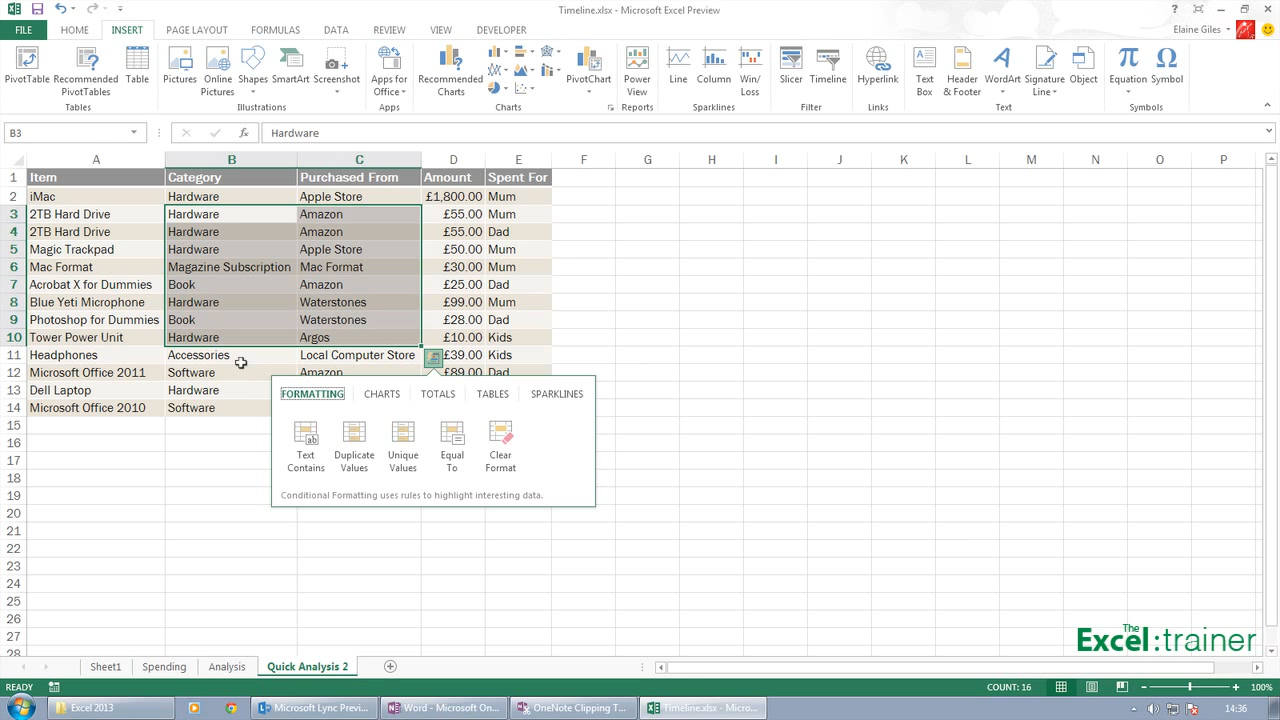 Timeline.xlsx - Microsoft Excel Preview
FILE HOME INSERT PAGE LAYOUT FORMULAS DATA REVIEW VIEW DEVELOPER Elaine Giles
PivotTable Recommended PivotTables Table Pictures Online Pictures Shapes SmartArt Screenshot Apps for Office Recommended Charts PivotChart Power View Line Column Win/Loss Slicer Timeline Hyperlink Text Box Header & Footer WordArt Signature Line Object Equation Symbol
Tables Illustrations Apps Charts Reports Sparklines Filter Links Text Symbols
B3 fx Hardware
A B C D E F G H I J K L M N O P
1 Item Category Purchased From Amount Spent For
2 iMac Hardware Apple Store £1,800.00 Mum
3 2TB Hard Drive Hardware Amazon £55.00 Mum
4 2TB Hard Drive Hardware Amazon £55.00 Dad
5 Magic Trackpad Hardware Apple Store £50.00 Mum
6 Mac Format Magazine Subscription Mac Format £30.00 Mum
7 Acrobat X for Dummies Book Amazon £25.00 Dad
8 Blue Yeti Microphone Hardware Waterstones £99.00 Mum
9 Photoshop for Dummies Book Waterstones £28.00 Dad
10 Tower Power Unit Hardware Argos £10.00 Kids
11 Headphones Accessories Local Computer Store £39.00 Kids
12 Microsoft Office 2011 Software Amazon £89.00 Dad
13 Dell Laptop Hardware
14 Microsoft Office 2010 Software
FORMATTING CHARTS TOTALS TABLES SPARKLINES
Text Contains Duplicate Values Unique Values Equal To Clear Format
Conditional Formatting uses rules to highlight interesting data.
15
16
17
18
19
20
21
22
23
24
25
26
27
28
The Excel:trainer
Sheet1 Spending Analysis Quick Analysis 2
READY COUNT: 16 100%
Excel 2013 Microsoft Lync Previ... Word - Microsoft On... OneNote Clipping T... Timeline.xlsx - Micro... 14:36